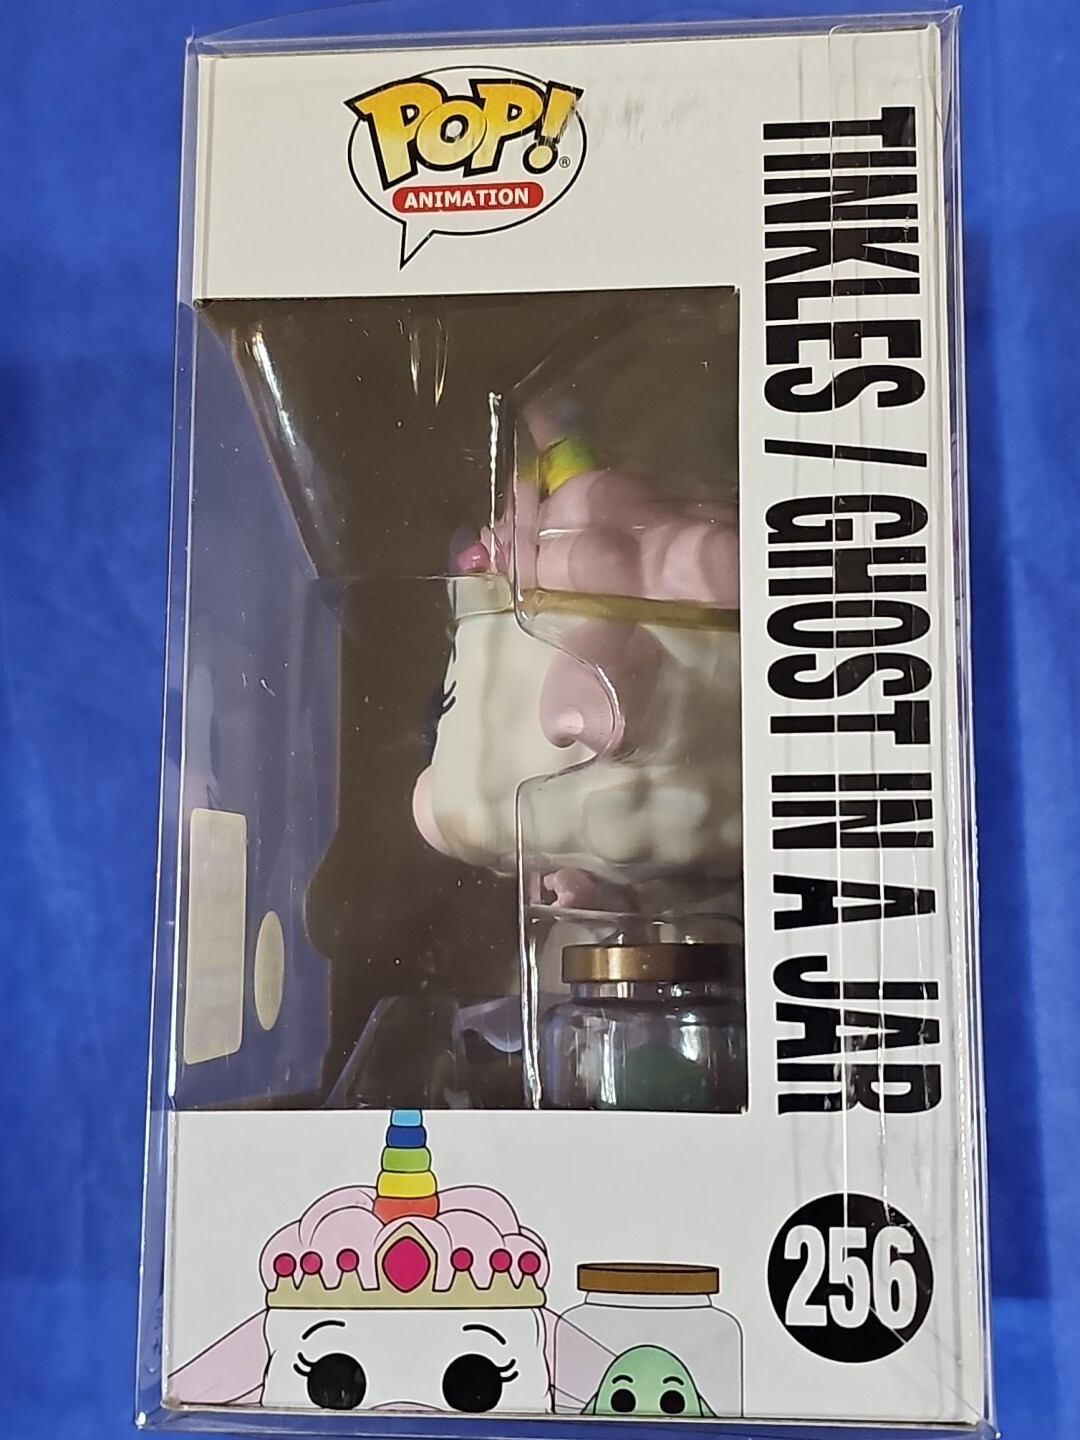 POP!®
ANIMATION
TINKLES / GHOST IN A JAR
256